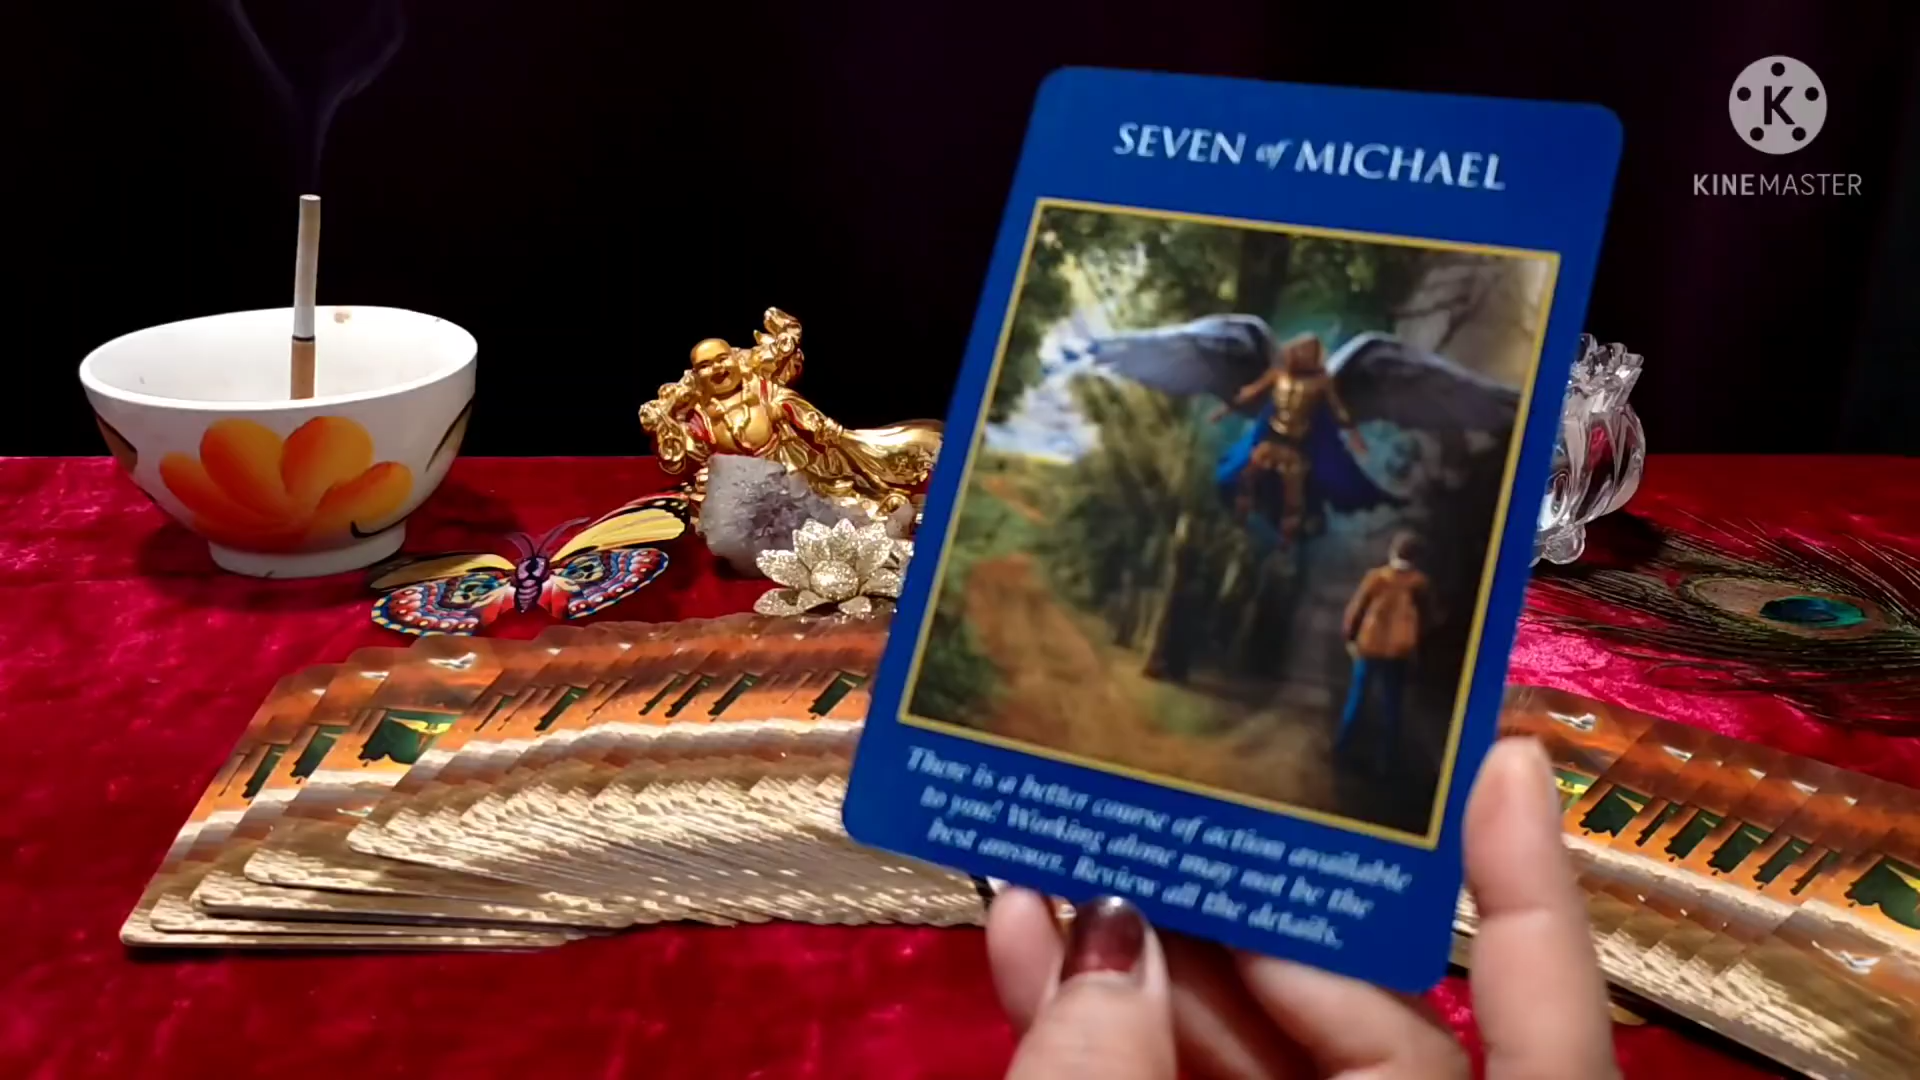 SEVEN of MICHAEL
K
KINEMASTER
There is a better course of action available
to you! Working alone may not be the
best answer. Review all the details.